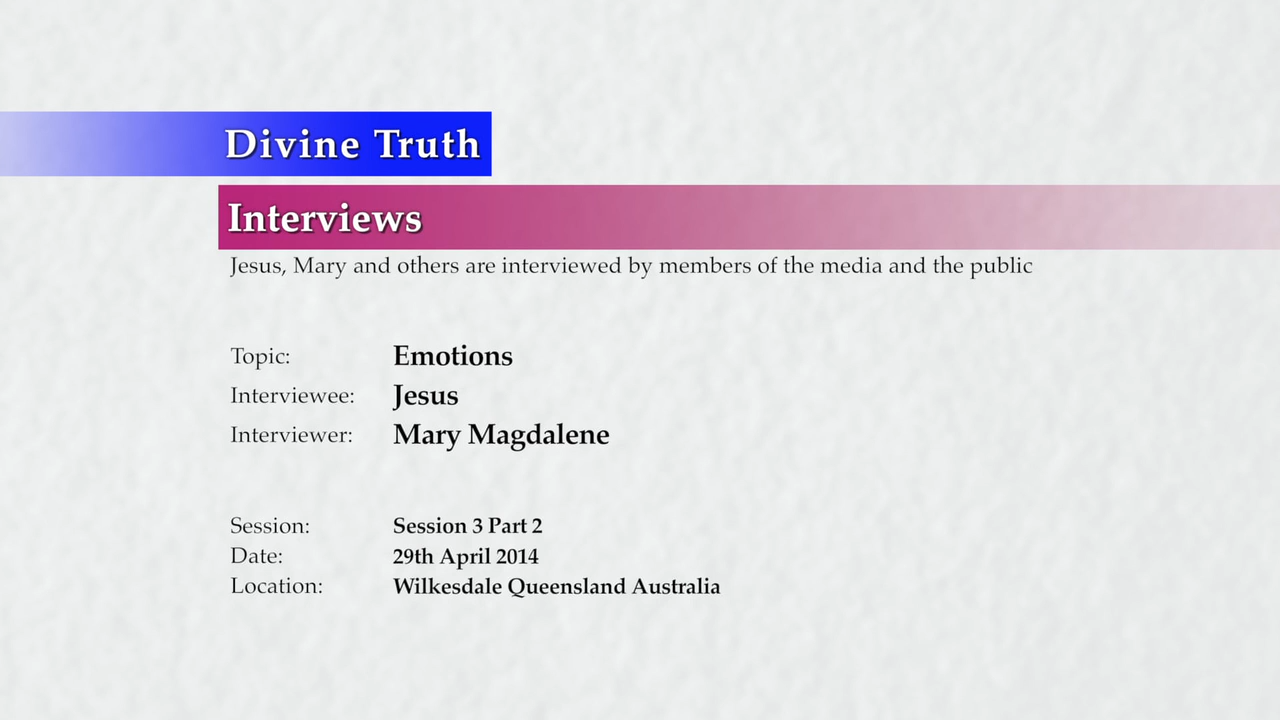 Divine Truth
Interviews
Jesus, Mary and others are interviewed by members of the media and the public
Topic: Emotions
Interviewee: Jesus
Interviewer: Mary Magdalene
Session: Session 3 Part 2
Date: 29th April 2014
Location: Wilkesdale Queensland Australia